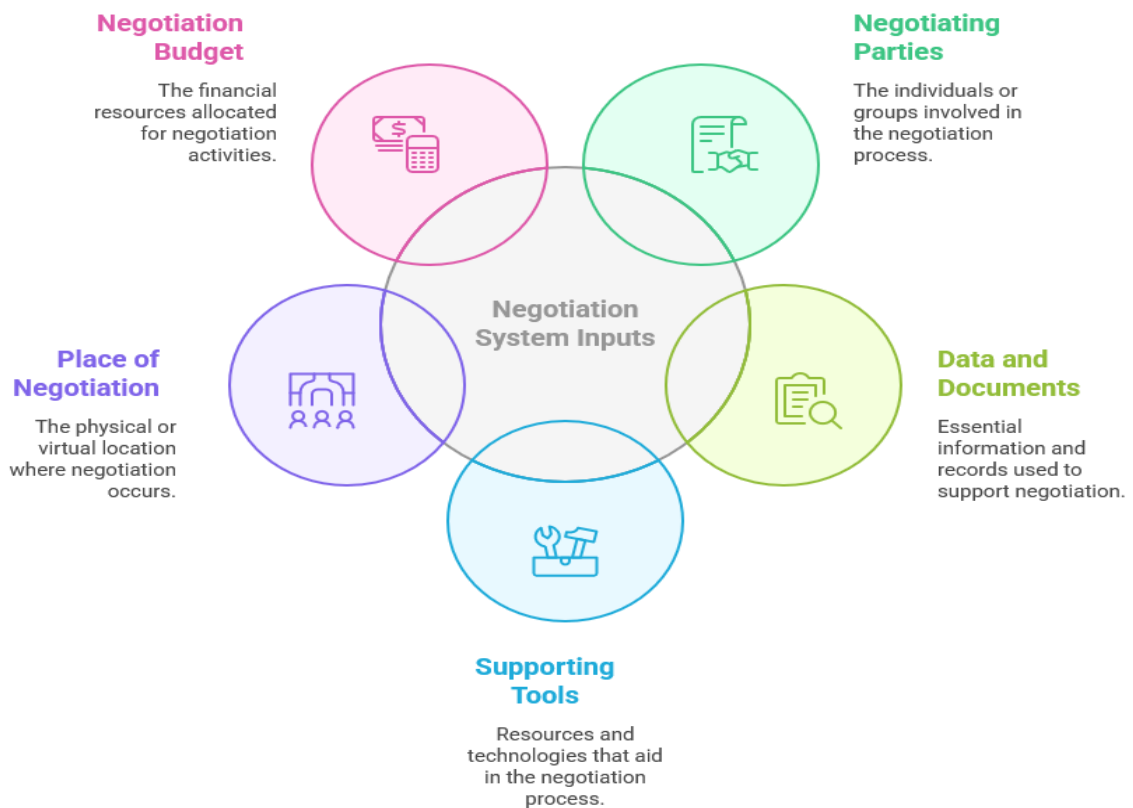 Negotiation
Budget
The financial
resources allocated
for negotiation
activities.
Negotiating
Parties
The individuals or
groups involved in
the negotiation
process.
$
Negotiation
System Inputs
Place of
Negotiation
The physical or
virtual location
where negotiation
occurs.
Data and
Documents
Essential
information and
records used to
support negotiation.
Supporting
Tools
Resources and
technologies that aid
in the negotiation
process.